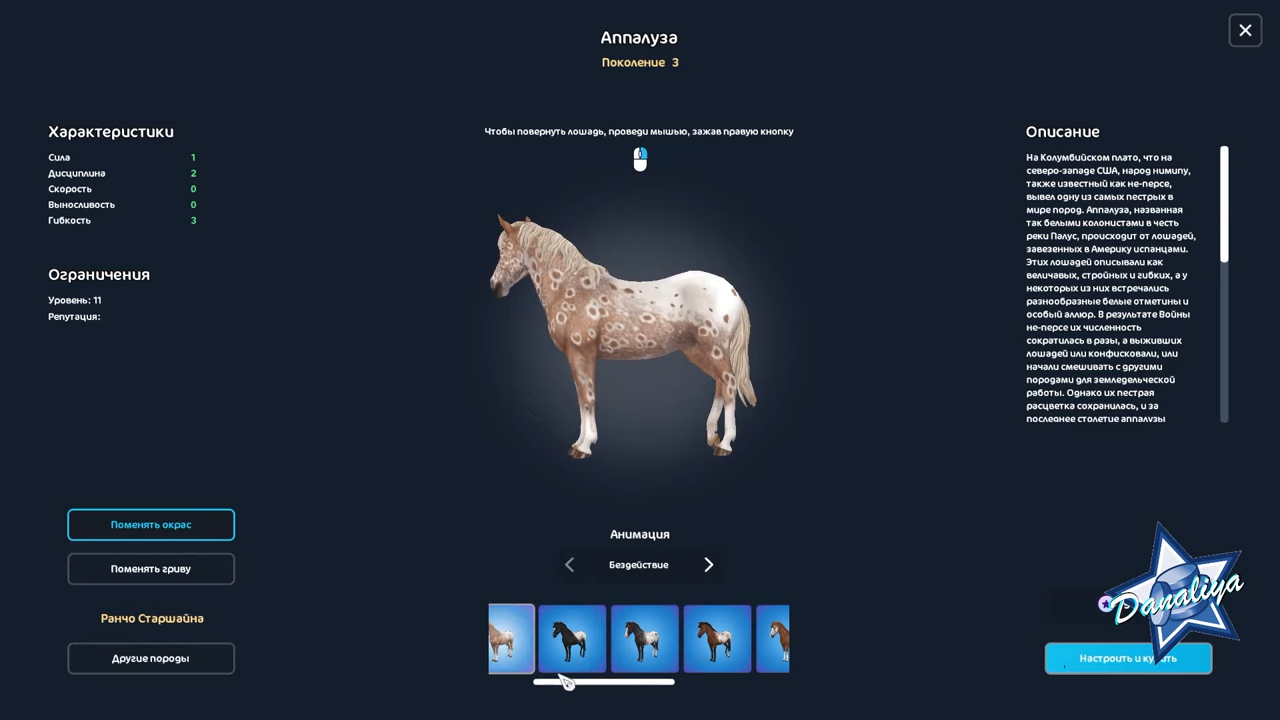 Аппалуза
Поколение 3
Характеристики
Сила 1
Дисциплина 2
Скорость 0
Выносливость 0
Гибкость 3
Ограничения
Уровень: 11
Репутация:
Чтобы повернуть лошадь, проведи мышью, зажав правую кнопку
Описание
На Колумбийском плато, что на
северо-западе США, народ нимипу,
также известный как не-персе,
вывел одну из самых пестрых в
мире пород. Аппалуза, названная
так белыми колонистами в честь
реки Палус, происходит от лошадей,
завезенных в Америку испанцами.
Этих лошадей описывали как
величавых, стройных и гибких, а у
некоторых из них встречались
разнообразные белые отметины и
особый аллюр. В результате Войны
не-персе их численность
сократилась в разы, а выживших
лошадей или конфисковали, или
начали смешивать с другими
породами для земледельческой
работы. Однако их пестрая
расцветка сохранилась, и за
последнее столетие аппалузы
Поменять окрас
Поменять гриву
Ранчо Старшайна
Другие породы
Анимация
Бездействие
Danaliya
Настроить и купить